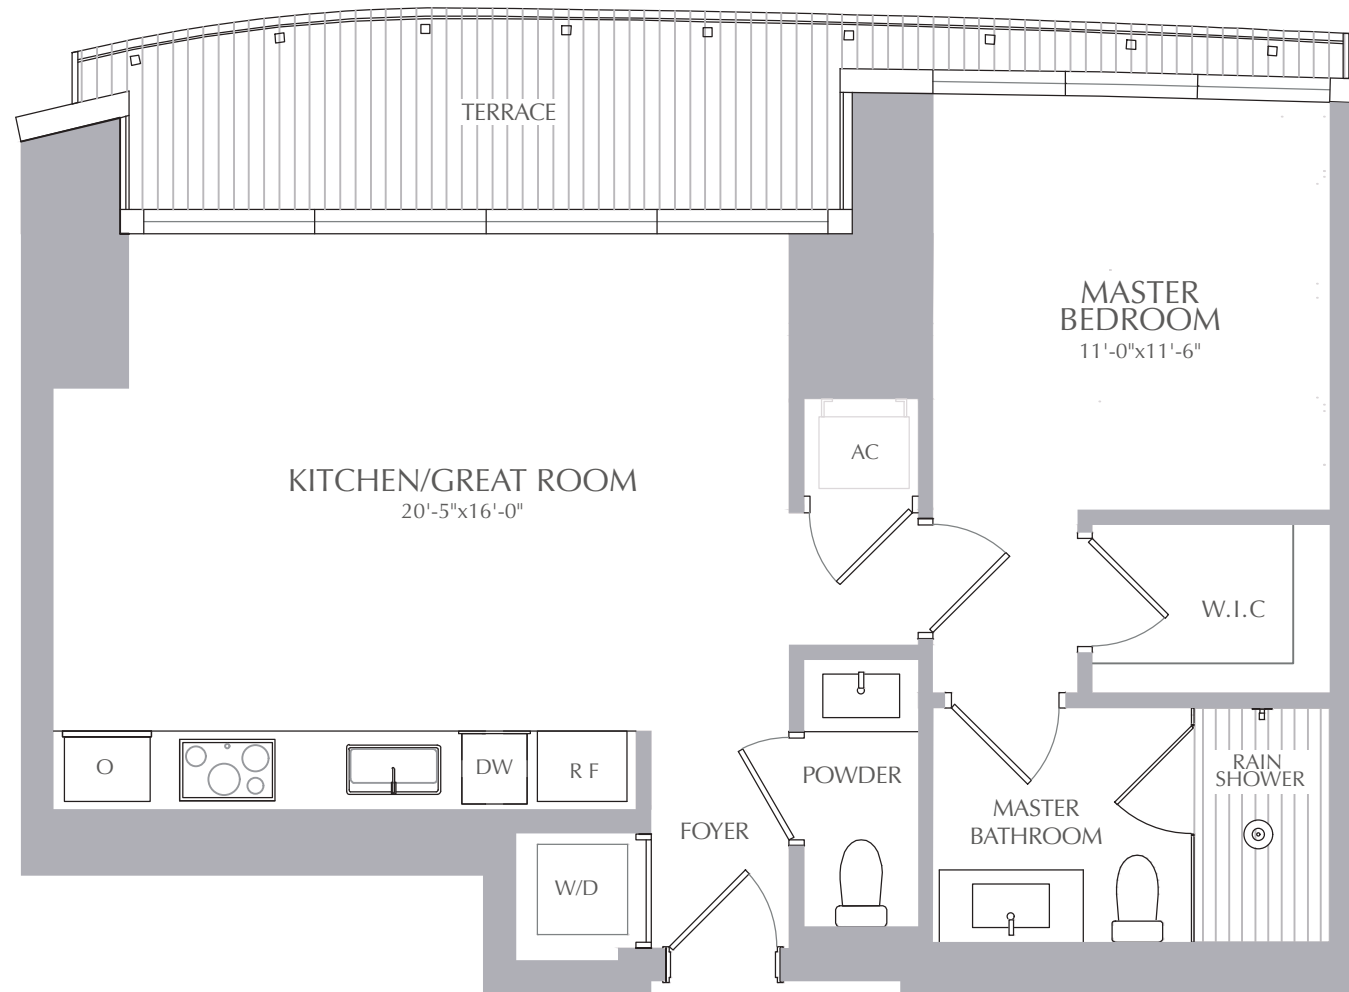 TERRACE
MASTER
BEDROOM
11'-0"x11'-6"
AC
KITCHEN/GREAT ROOM
20'-5"x16'-0"
W.I.C
O
DW
R F
POWDER
RAIN
SHOWER
FOYER
MASTER
BATHROOM
W/D